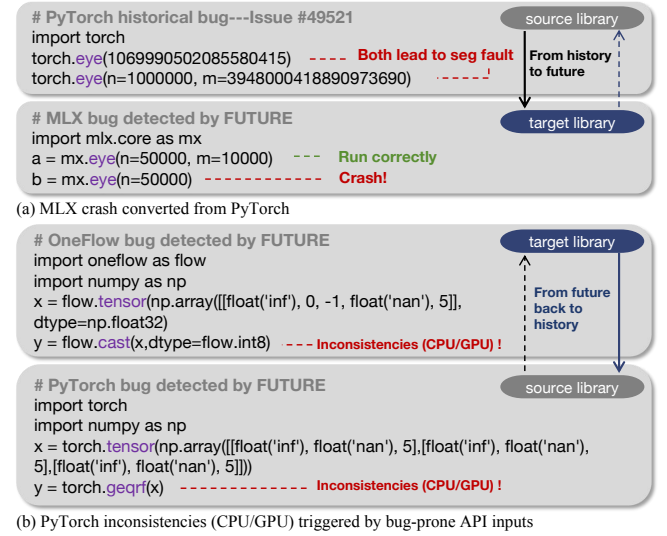 # PyTorch historical bug---Issue #49521
source library
import torch
torch.eye(1069990502085580415)
Both lead to seg fault
torch.eye(n=1000000, m=3948000418890973690)
From history
to future
# MLX bug detected by FUTURE
target library
import mlx.core as mx
a = mx.eye(n=50000, m=10000)
Run correctly
b = mx.eye(n=50000)
Crash!
(a) MLX crash converted from PyTorch
# OneFlow bug detected by FUTURE
target library
import oneflow as flow
import numpy as np
x = flow.tensor(np.array([[float('inf'), 0, -1, float('nan'), 5]],
dtype=np.float32)
y = flow.cast(x,dtype=flow.int8)
Inconsistencies (CPU/GPU) !
From future
back to
history
# PyTorch bug detected by FUTURE
source library
import torch
import numpy as np
x = torch.tensor(np.array([[float('inf'), float('nan'), 5],[float('inf'), float('nan'),
5],[float('inf'), float('nan'), 5]]))
y = torch.geqrf(x)
Inconsistencies (CPU/GPU) !
(b) PyTorch inconsistencies (CPU/GPU) triggered by bug-prone API inputs